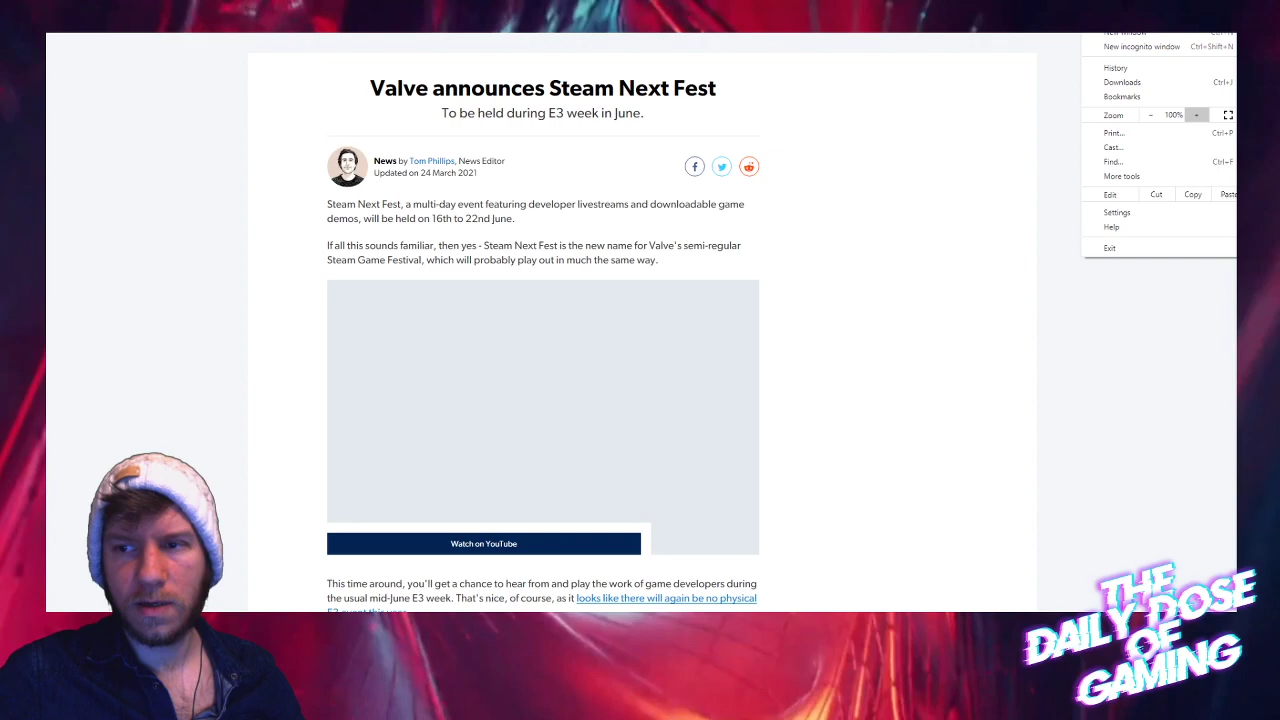 Valve announces Steam Next Fest
To be held during E3 week in June.
News by Tom Phillips, News Editor
Updated on 24 March 2021
Steam Next Fest, a multi-day event featuring developer livestreams and downloadable game
demos, will be held on 16th to 22nd June.
If all this sounds familiar, then yes - Steam Next Fest is the new name for Valve's semi-regular
Steam Game Festival, which will probably play out in much the same way.
Watch on YouTube
This time around, you'll get a chance to hear from and play the work of game developers during
the usual mid-June E3 week. That's nice, of course, as it looks like there will again be no physical
New incognito window Ctrl+Shift+N
History
Downloads Ctrl+J
Bookmarks
Zoom - 100% +
Print... Ctrl+P
Cast...
Find... Ctrl+F
More tools
Edit Cut Copy Paste
Settings
Help
Exit
THE
DAILY DOSE
OF
GAMING